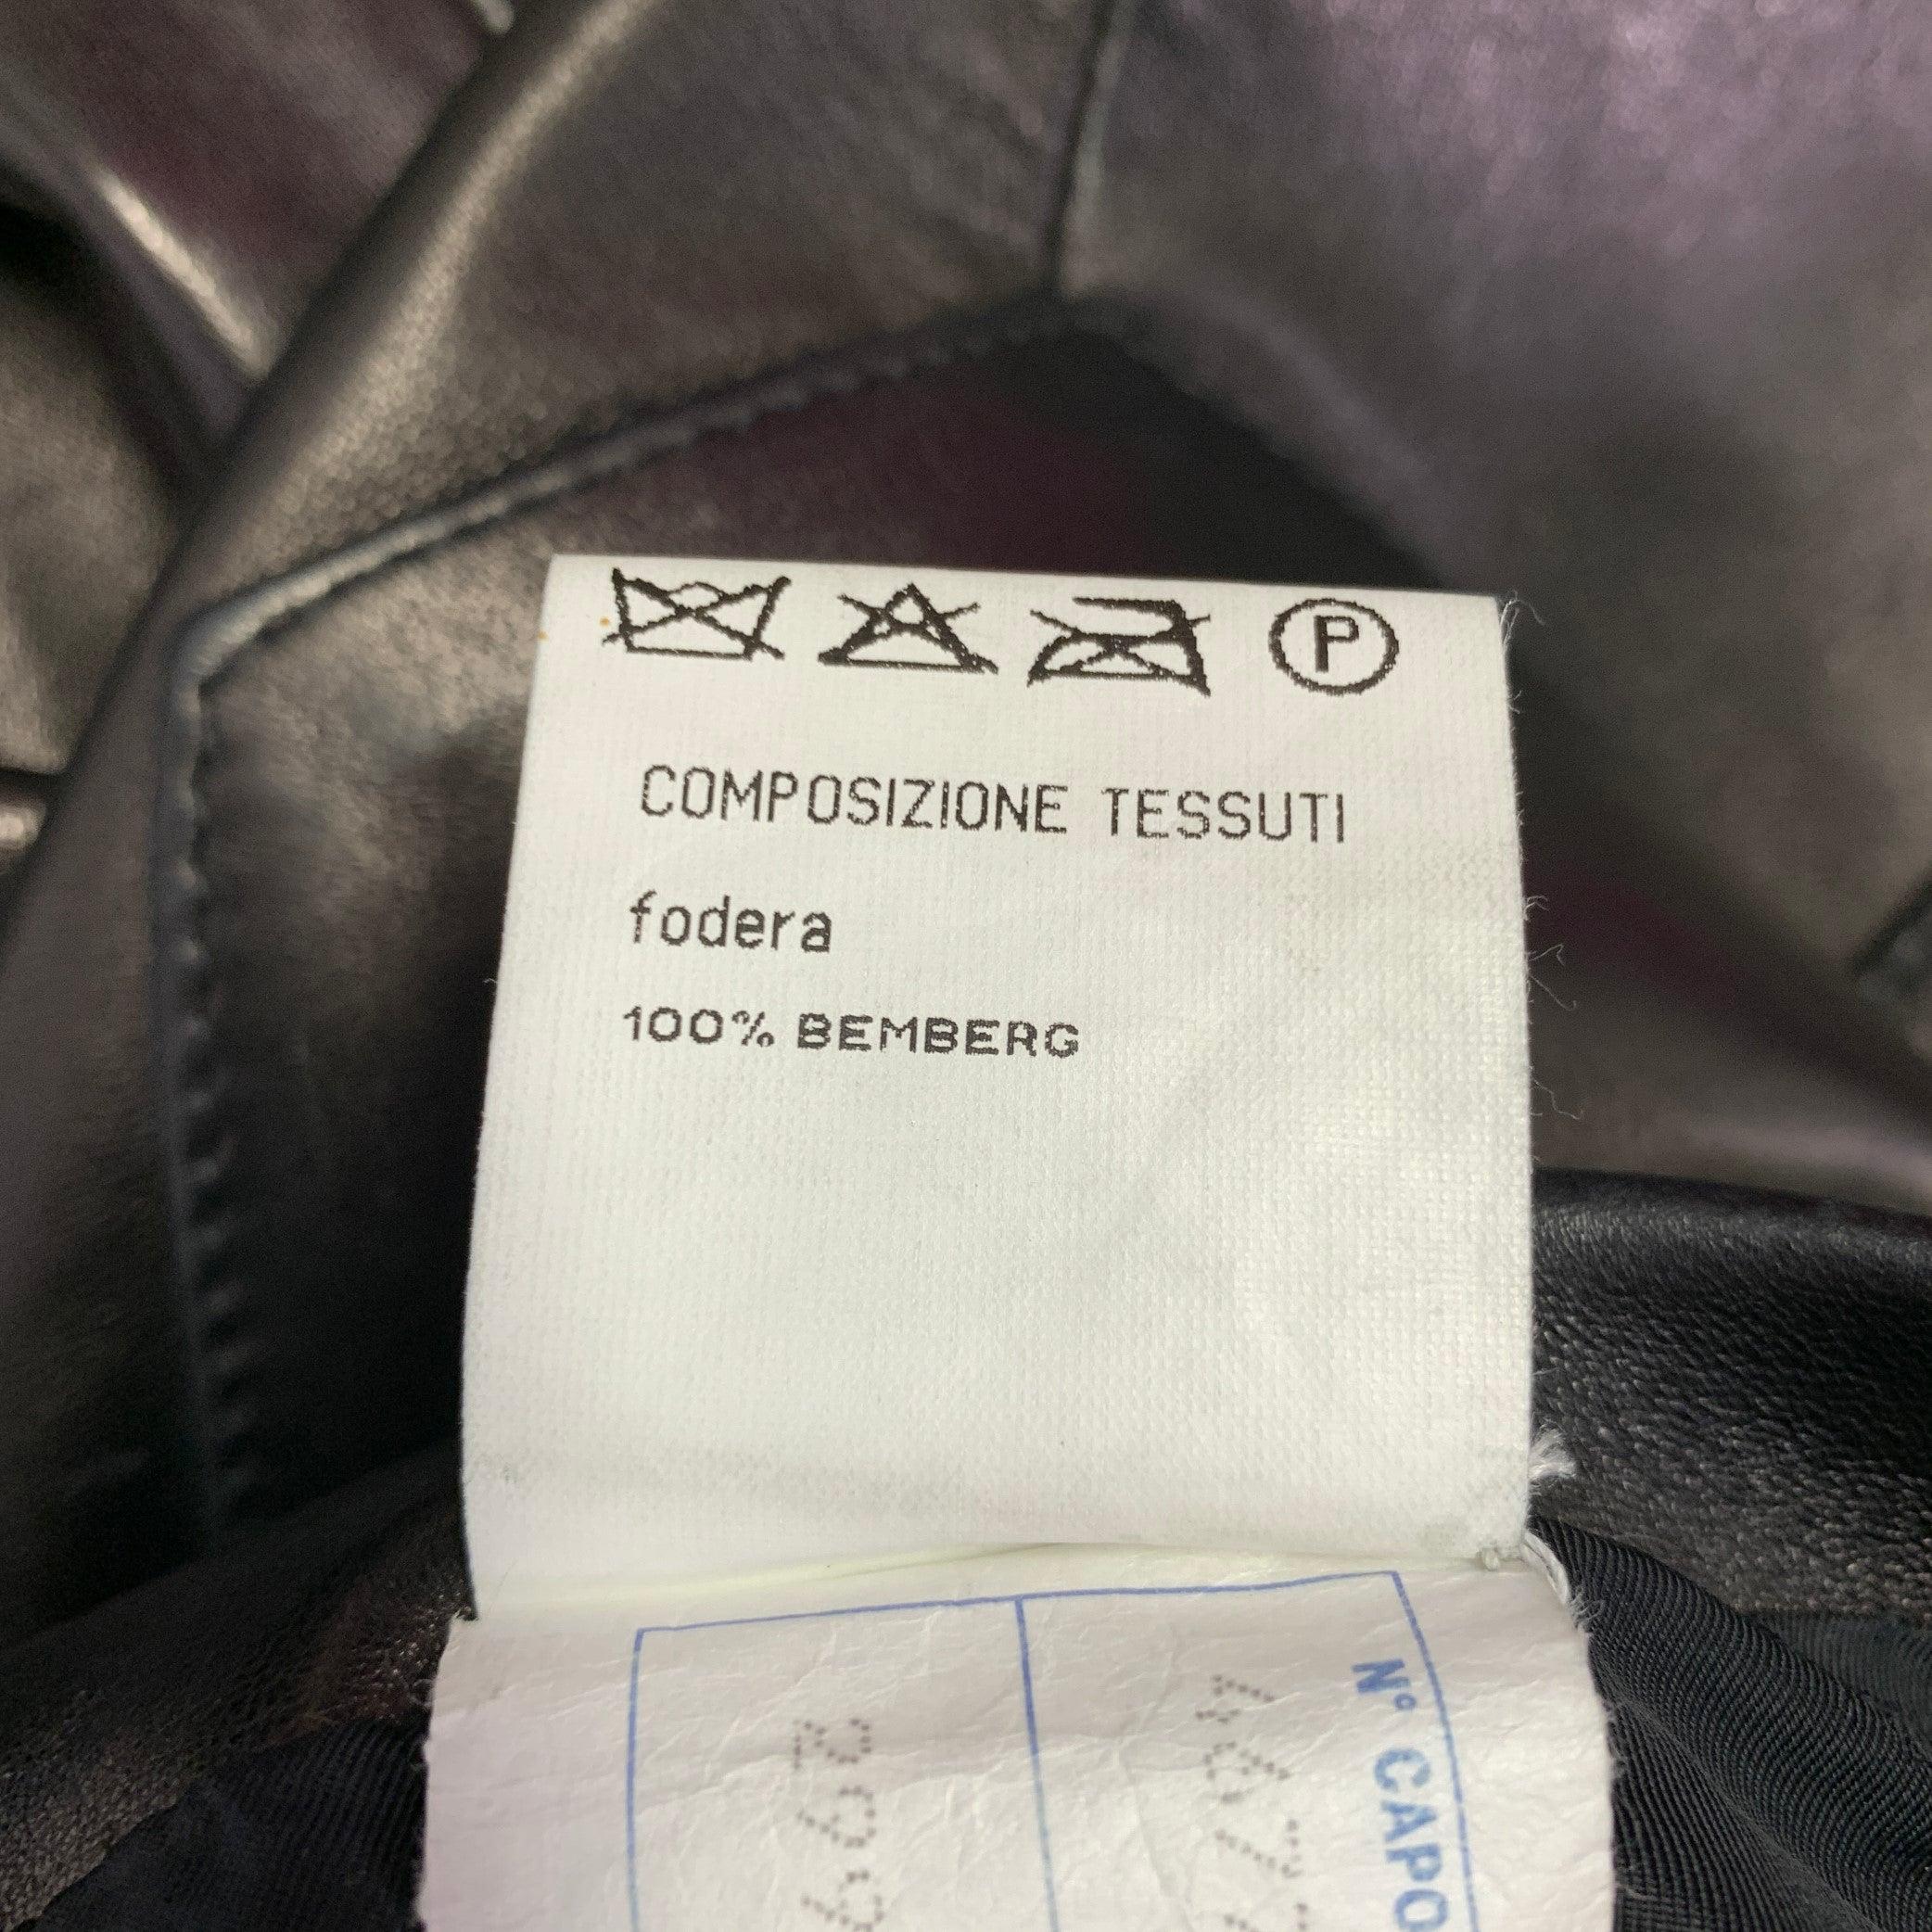 P
COMPOSIZIONE TESSUTI
fodera
100% BEMBERG
N° CAPO